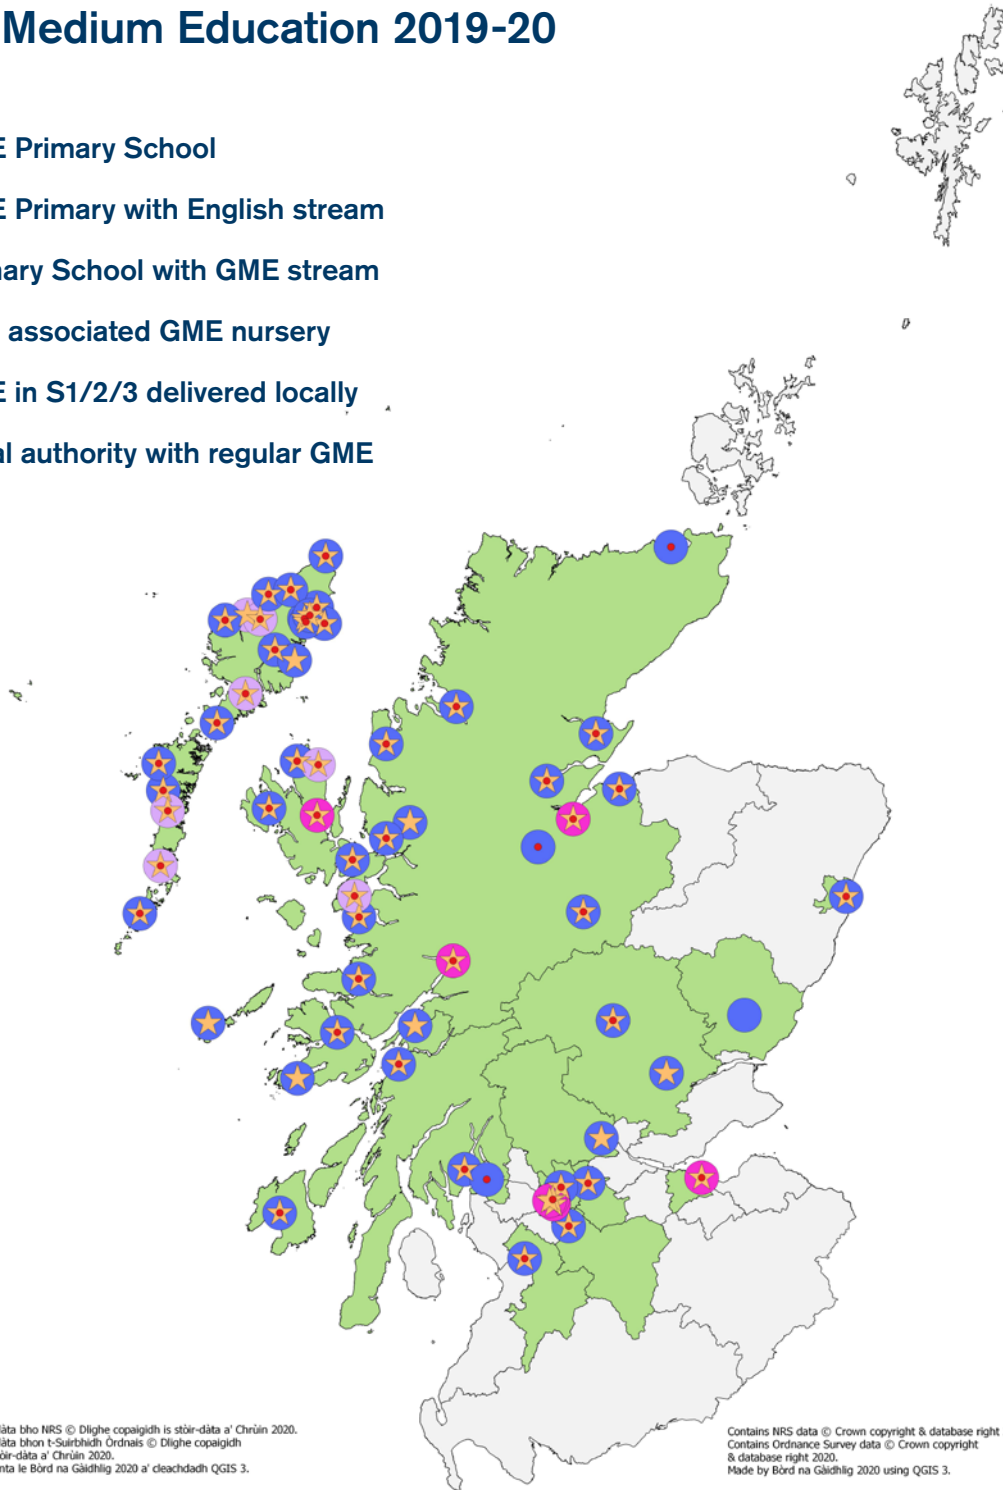 Medium Education 2019-20
E Primary School
E Primary with English stream
nary School with GME stream
associated GME nursery
E in S1/2/3 delivered locally
al authority with regular GME
àta bho NRS © Dlighe copaigidh is stòir-dàta a' Chrùin 2020.
àta bhon t-Suirbhidh Òrdnais © Dlighe copaigidh
òir-dàta a' Chrùin 2020.
nta le Bòrd na Gàidhlig 2020 a' cleachdadh QGIS 3.
Contains NRS data © Crown copyright & database right
Contains Ordnance Survey data © Crown copyright
& database right 2020.
Made by Bòrd na Gàidhlig 2020 using QGIS 3.